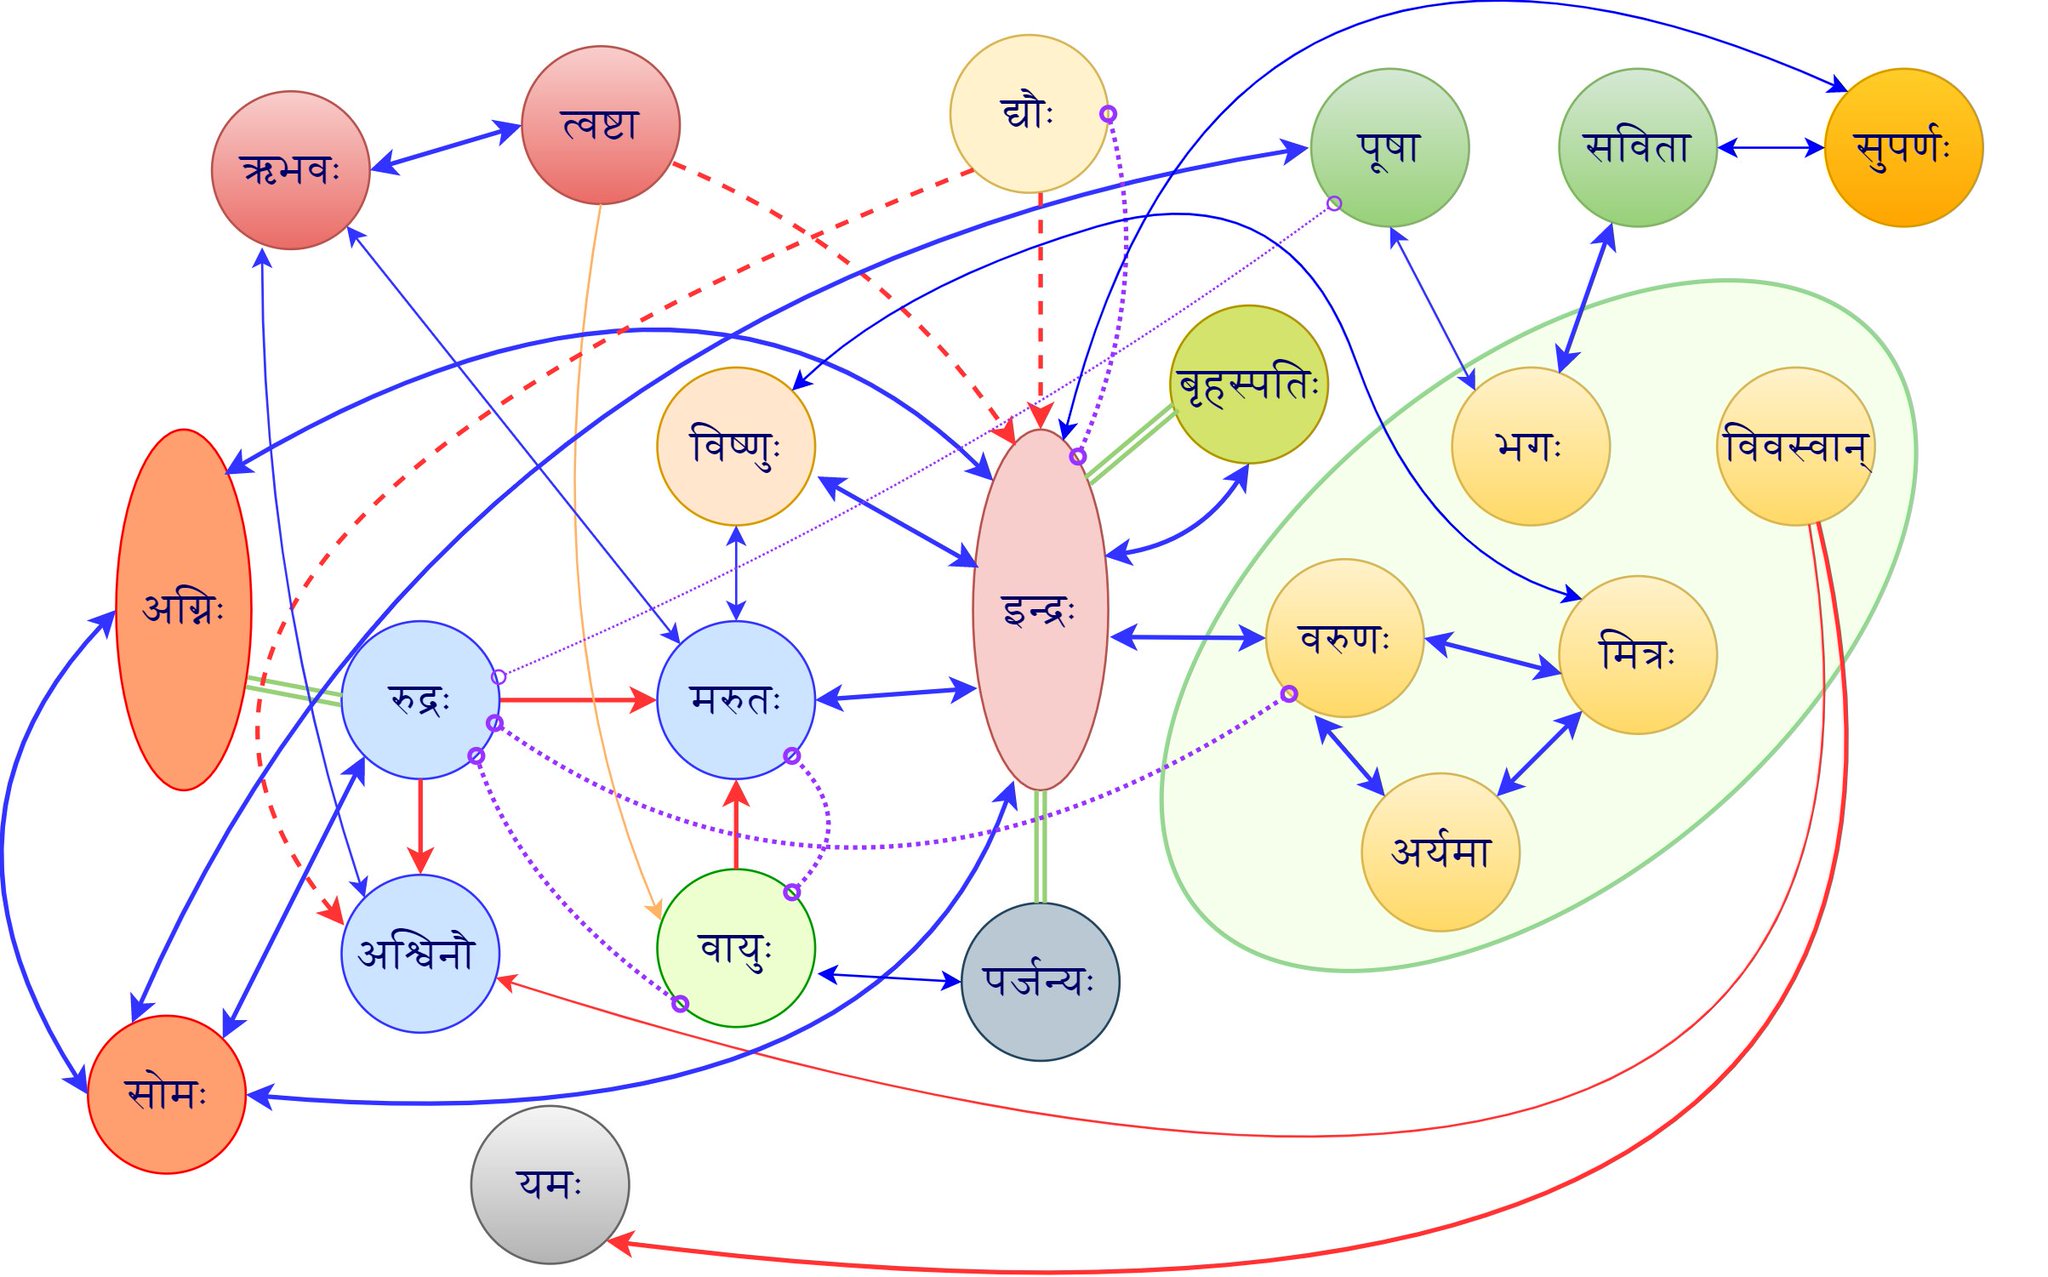 ऋभवः
त्वष्टा
द्यौः
पूषा
सविता
सुपर्णः
बृहस्पतिः
विष्णुः
भगः
विवस्वान्
अग्निः
इन्द्रः
वरुणः
मित्रः
रुद्रः
मरुतः
अर्यमा
अश्विनौ
वायुः
पर्जन्यः
सोमः
यमः